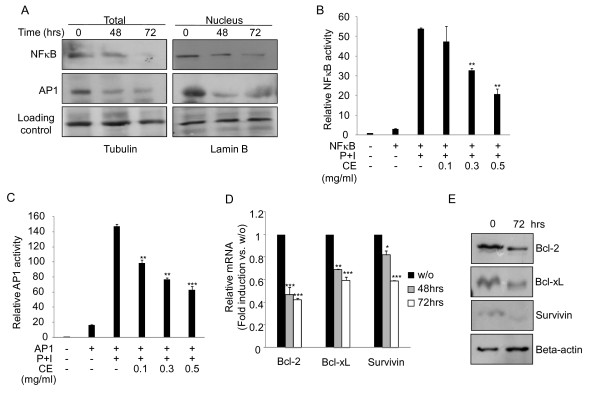 A
Total
Nucleus
Time (hrs)
0 48 72
0 48 72
NFκB
AP1
Loading control
Tubulin
Lamin B
B
Relative NFκB activity
60
50
40
30
20
10
0
**
**
NFκB - + + + + +
P+I - - + + + +
CE - - - 0.1 0.3 0.5
(mg/ml)
C
Relative AP1 activity
160
140
120
100
80
60
40
20
0
**
**
***
AP1 - + + + + +
P+I - - + + + +
CE - - - 0.1 0.3 0.5
(mg/ml)
D
Relative mRNA
(Fold induction vs. w/o)
1.2
1
0.8
0.6
0.4
0.2
0
***
***
**
***
*
***
Bcl-2 Bcl-xL Survivin
w/o
48hrs
72hrs
E
0 72 hrs
Bcl-2
Bcl-xL
Survivin
Beta-actin